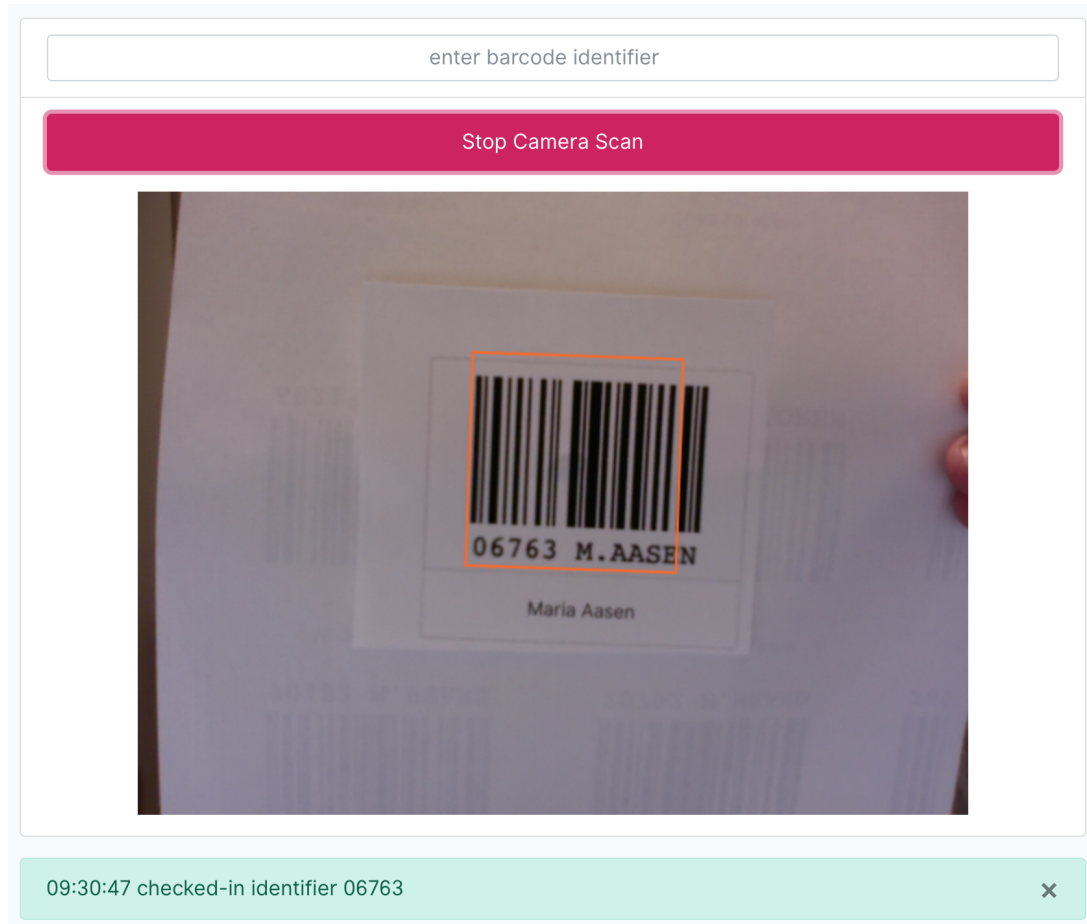 enter barcode identifier
Stop Camera Scan
06763 M.AASEN
Maria Aasen
09:30:47 checked-in identifier 06763
×